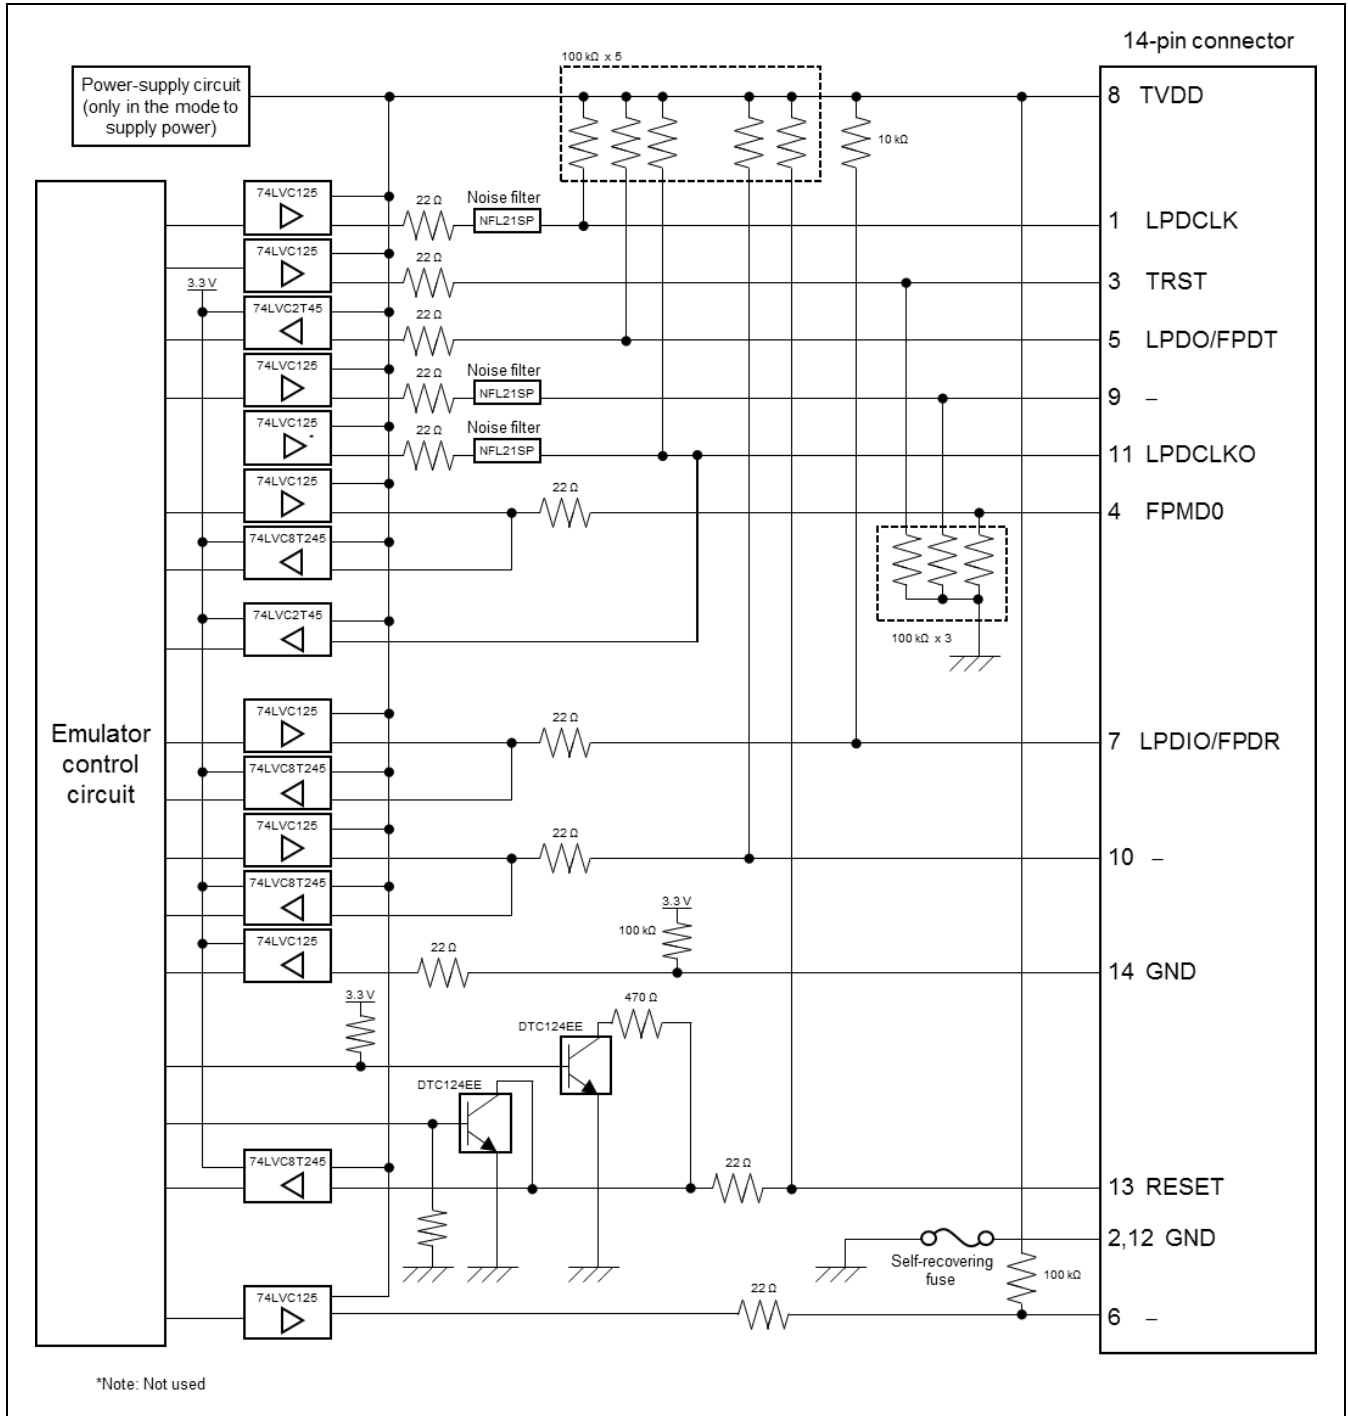 14-pin connector
100 kΩ x 5
Power-supply circuit
(only in the mode to
supply power)
8 TVDD
10 kΩ
74LVC125
22 Ω
Noise filter
NFL21SP
1 LPDCLK
74LVC125
22 Ω
3 TRST
3.3 V
74LVC2T45
22 Ω
5 LPDO/FPDT
74LVC125
22 Ω
Noise filter
NFL21SP
9 –
74LVC125
*
22 Ω
Noise filter
NFL21SP
11 LPDCLKO
74LVC125
22 Ω
4 FPMD0
74LVC8T245
74LVC2T45
100 kΩ x 3
Emulator
control
circuit
74LVC125
22 Ω
7 LPDIO/FPDR
74LVC8T245
74LVC125
22 Ω
10 –
74LVC8T245
3.3 V
100 kΩ
74LVC125
22 Ω
14 GND
3.3 V
470 Ω
DTC124EE
DTC124EE
74LVC8T245
22 Ω
13 RESET
2,12 GND
Self-recovering
fuse
100 kΩ
74LVC125
22 Ω
6 –
*Note: Not used